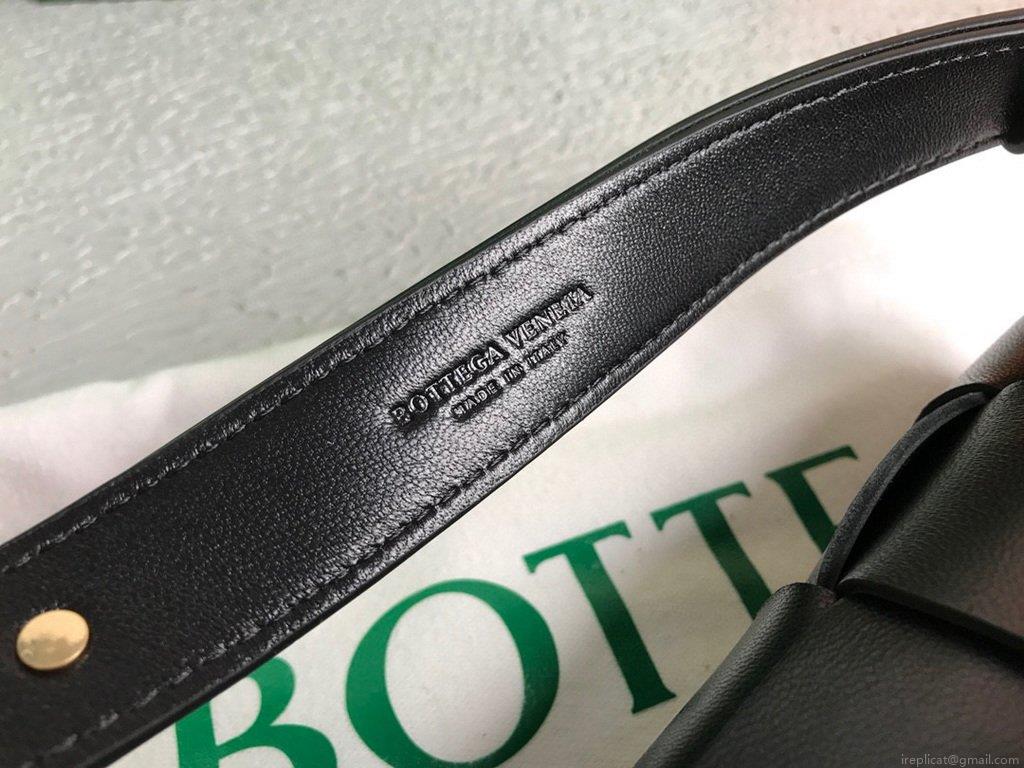 BOTTEGA VENETA
MADE IN ITALY
BOTTE
ireplicat@gmail.com